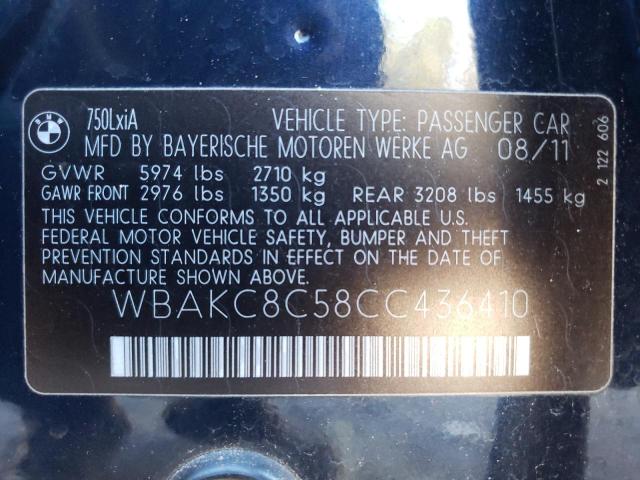 BMW
750LxiA VEHICLE TYPE: PASSENGER CAR
MFD BY BAYERISCHE MOTOREN WERKE AG 08/11
GVWR 5974 lbs 2710 kg
GAWR FRONT 2976 lbs 1350 kg REAR 3208 lbs 1455 kg
THIS VEHICLE CONFORMS TO ALL APPLICABLE U.S.
FEDERAL MOTOR VEHICLE SAFETY, BUMPER AND THEFT
PREVENTION STANDARDS IN EFFECT ON THE DATE OF
MANUFACTURE SHOWN ABOVE.
WBAKC8C58CC436410
2 122 606